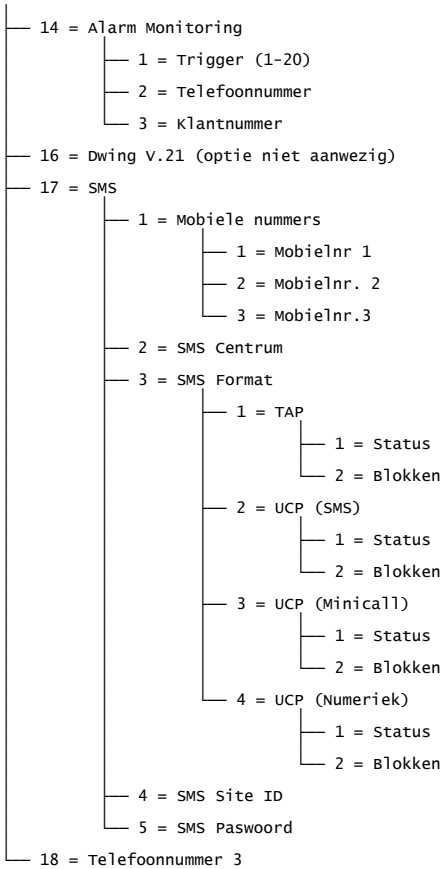 14 = Alarm Monitoring
1 = Trigger (1-20)
2 = Telefoonnummer
3 = Klantnummer
16 = Dwing V.21 (optie niet aanwezig)
17 = SMS
1 = Mobiele nummers
1 = Mobielnr 1
2 = Mobielnr. 2
3 = Mobielnr.3
2 = SMS Centrum
3 = SMS Format
1 = TAP
1 = Status
2 = Blokken
2 = UCP (SMS)
1 = Status
2 = Blokken
3 = UCP (Minicall)
1 = Status
2 = Blokken
4 = UCP (Numeriek)
1 = Status
2 = Blokken
4 = SMS Site ID
5 = SMS Paswoord
18 = Telefoonnummer 3